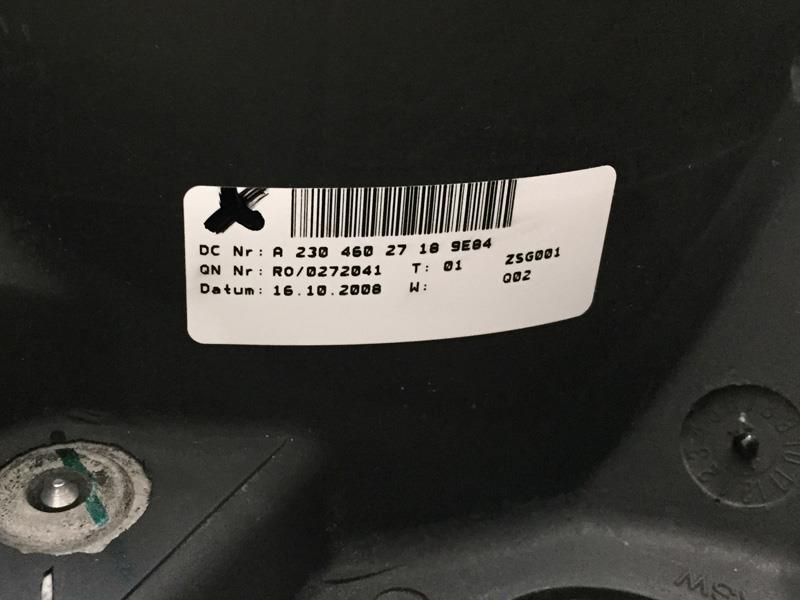 DC Nr: A 230 460 27 18 9E84
QN Nr: RO/0272041 T: 01 ZSG001
Datum: 16.10.2008 W: Q02